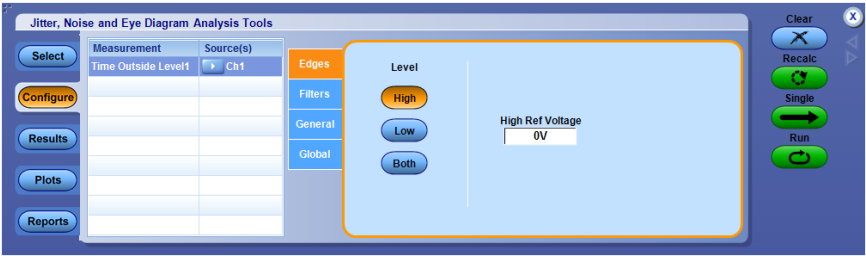 Jitter, Noise and Eye Diagram Analysis Tools
Clear
X
Select
Measurement Source(s)
Time Outside Level1 Ch1
Edges
Level
Recalc
Configure
Filters
High
Single
General
High Ref Voltage
0V
Low
Results
Global
Run
Both
Plots
Reports